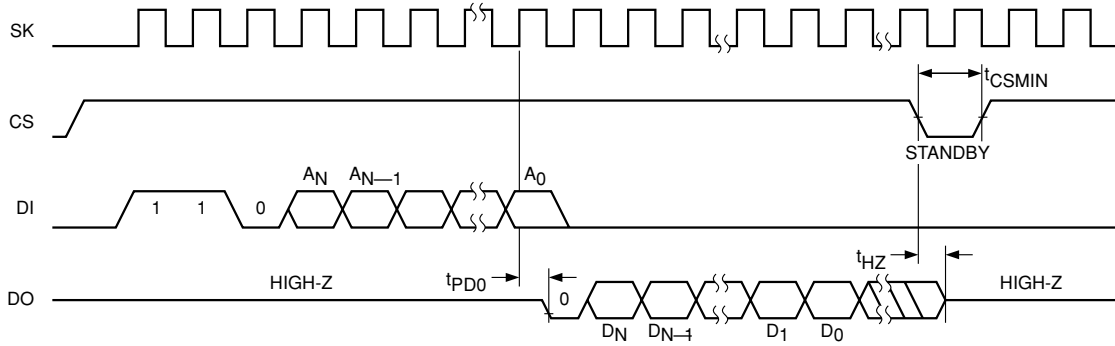 SK
tCSMIN
CS
STANDBY
AN AN—1 A0
DI
1 1 0
tPD0 tHZ
HIGH-Z 0 HIGH-Z
DO
DN DN—1 D1 D0